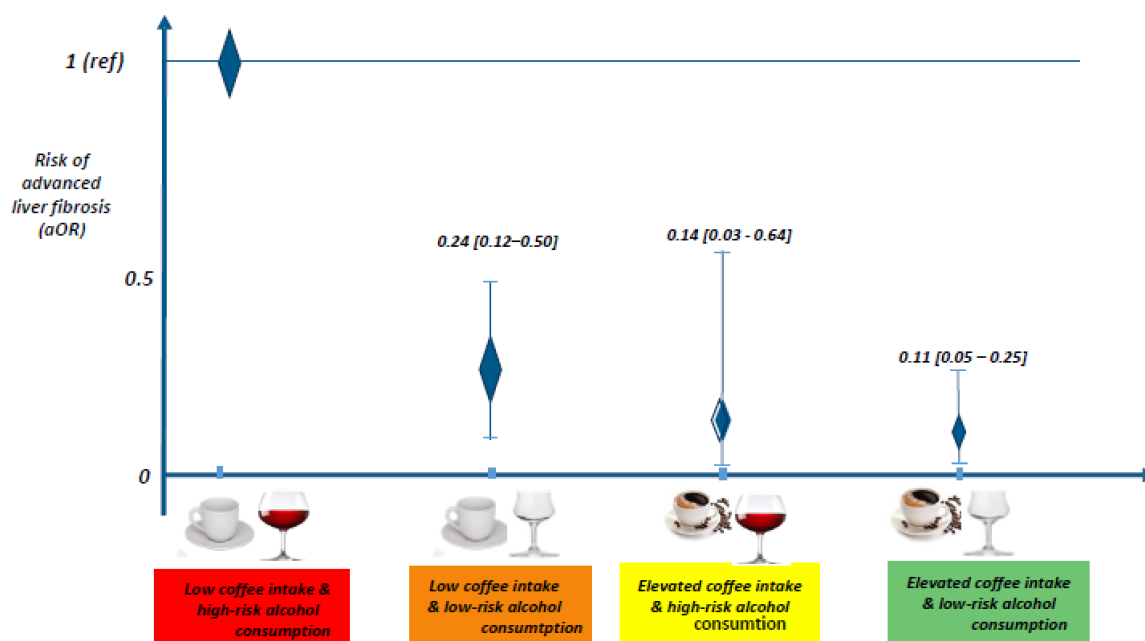 1 (ref)
Risk of
advanced
liver fibrosis
(aOR)
0.24 [0.12–0.50]
0.14 [0.03 - 0.64]
0.5
0.11 [0.05 – 0.25]
0
Low coffee intake &
high-risk alcohol
consumption
Low coffee intake
& low-risk alcohol
consumtption
Elevated coffee intake
& high-risk alcohol
consumtion
Elevated coffee intake
& low-risk alcohol
consumption